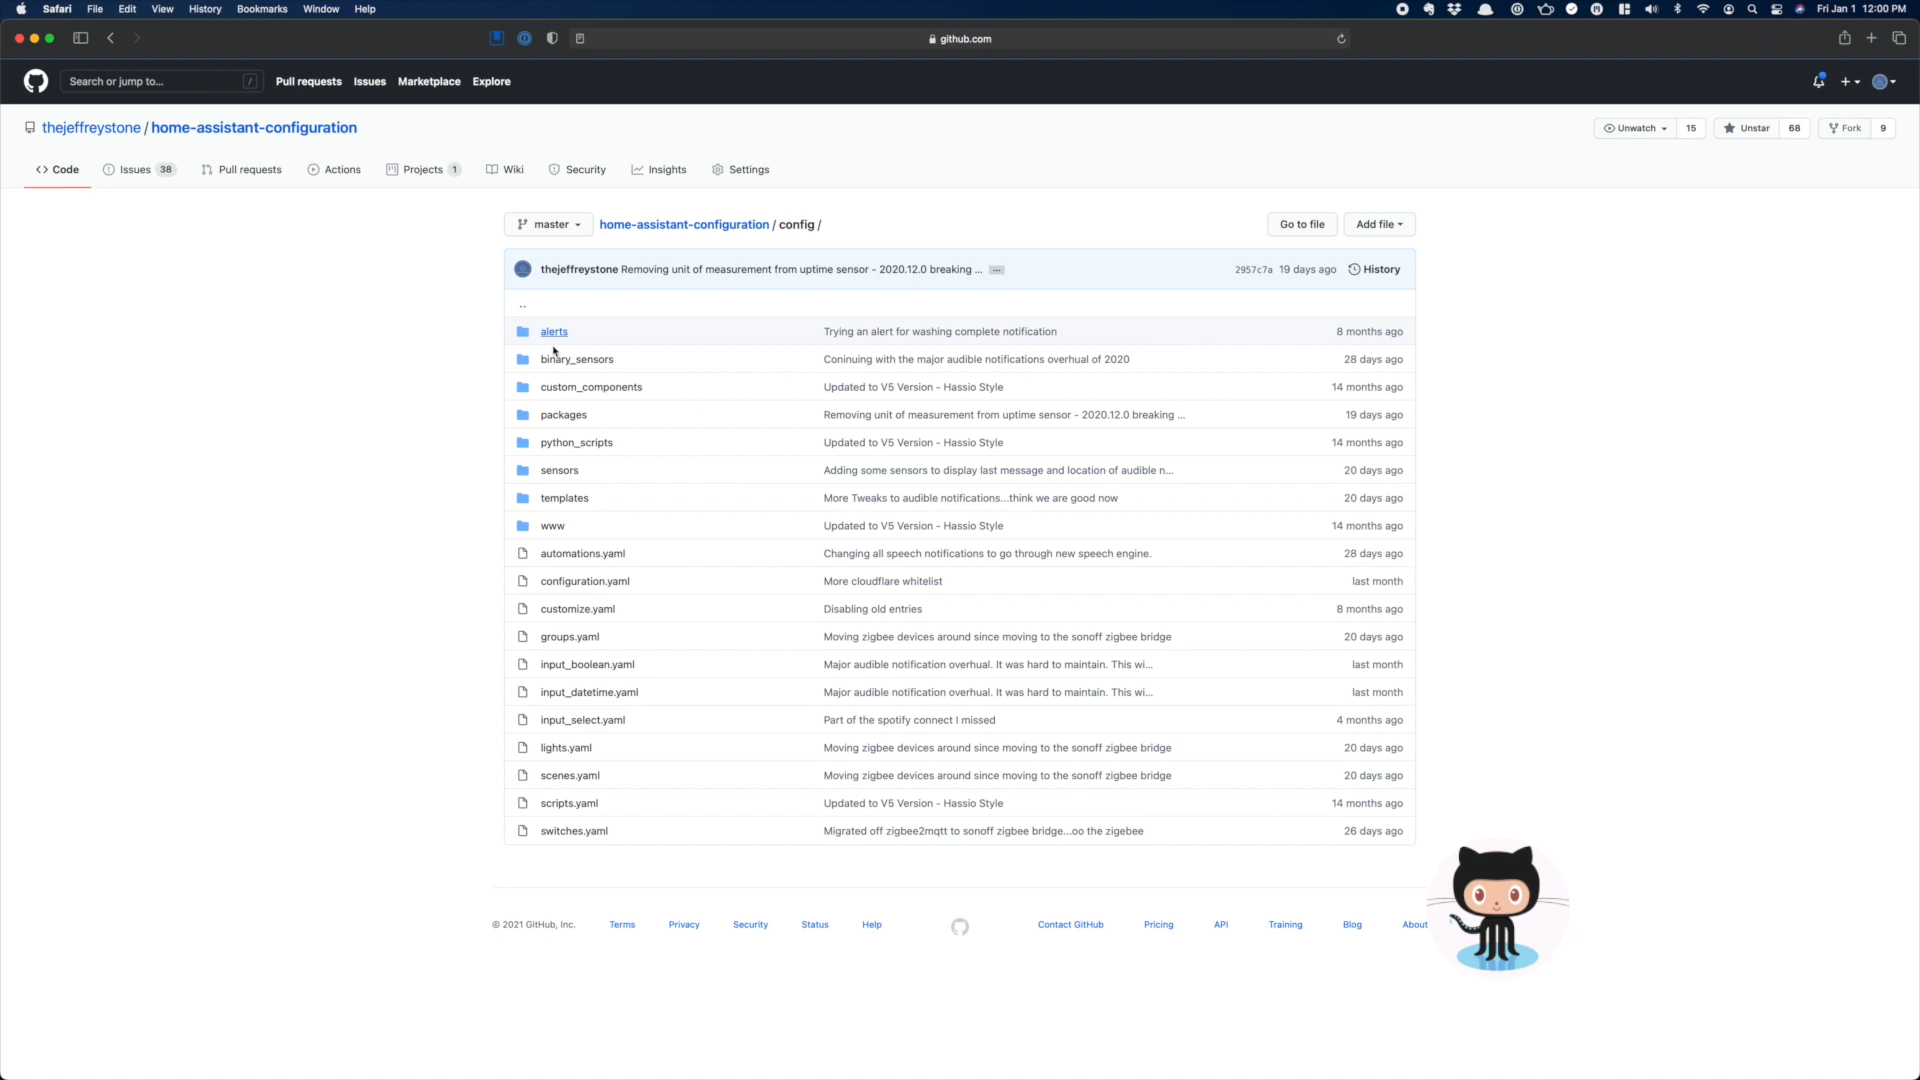 Safari File Edit View History Bookmarks Window Help Fri Jan 1 12:00 PM
github.com
Search or jump to... / Pull requests Issues Marketplace Explore
thejeffreystone / home-assistant-configuration Unwatch 15 Unstar 68 Fork 9
Code Issues 38 Pull requests Actions Projects 1 Wiki Security Insights Settings
master home-assistant-configuration / config / Go to file Add file
thejeffreystone Removing unit of measurement from uptime sensor - 2020.12.0 breaking ... ... 2957c7a 19 days ago History
..
alerts Trying an alert for washing complete notification 8 months ago
binary_sensors Coninuing with the major audible notifications overhual of 2020 28 days ago
custom_components Updated to V5 Version - Hassio Style 14 months ago
packages Removing unit of measurement from uptime sensor - 2020.12.0 breaking ... 19 days ago
python_scripts Updated to V5 Version - Hassio Style 14 months ago
sensors Adding some sensors to display last message and location of audible n... 20 days ago
templates More Tweaks to audible notifications...think we are good now 20 days ago
www Updated to V5 Version - Hassio Style 14 months ago
automations.yaml Changing all speech notifications to go through new speech engine. 28 days ago
configuration.yaml More cloudflare whitelist last month
customize.yaml Disabling old entries 8 months ago
groups.yaml Moving zigbee devices around since moving to the sonoff zigbee bridge 20 days ago
input_boolean.yaml Major audible notification overhual. It was hard to maintain. This wi... last month
input_datetime.yaml Major audible notification overhual. It was hard to maintain. This wi... last month
input_select.yaml Part of the spotify connect I missed 4 months ago
lights.yaml Moving zigbee devices around since moving to the sonoff zigbee bridge 20 days ago
scenes.yaml Moving zigbee devices around since moving to the sonoff zigbee bridge 20 days ago
scripts.yaml Updated to V5 Version - Hassio Style 14 months ago
switches.yaml Migrated off zigbee2mqtt to sonoff zigbee bridge...oo the zigebee 26 days ago
© 2021 GitHub, Inc. Terms Privacy Security Status Help Contact GitHub Pricing API Training Blog About